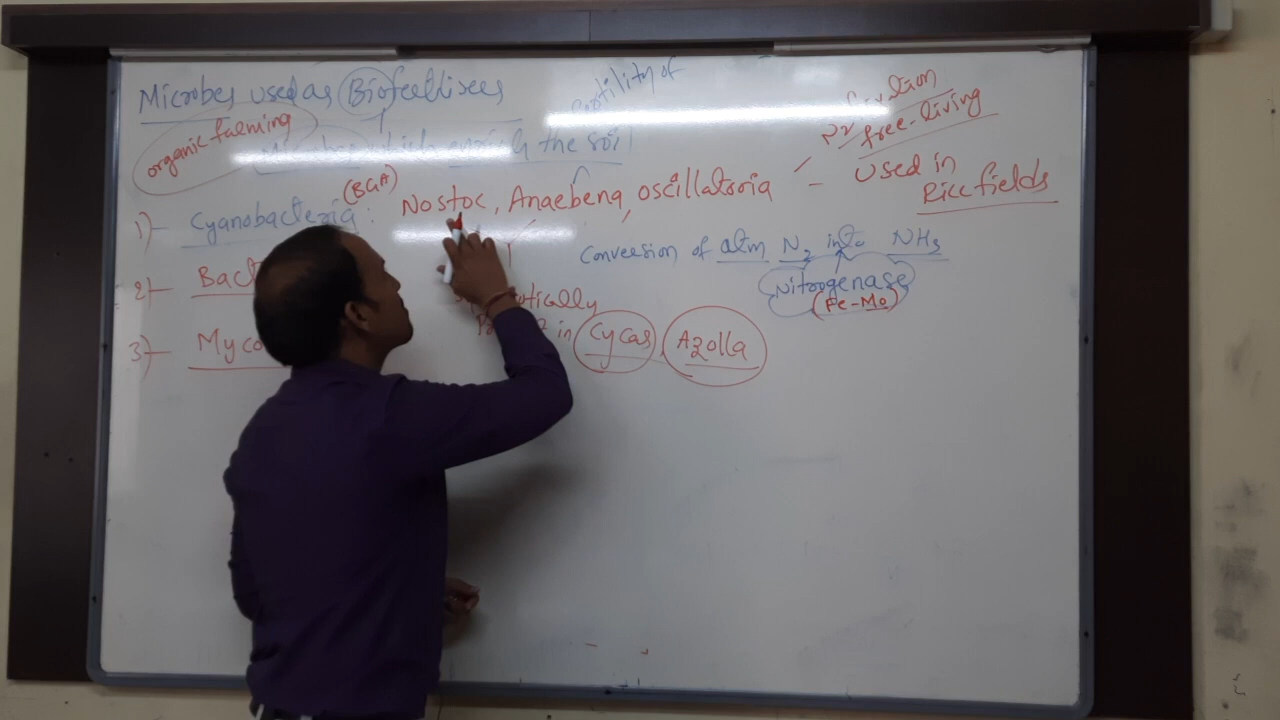 Microbes used as Biofertilisers
fertility of
organic farming
the soil
N2 fixation
free-living
(BGA)
1) Cyanobacteria: Nostoc, Anaebena, oscillatoria - used in
Rice fields
Conversion of atm N2 into NH3
Nitrogenase
(Fe-Mo)
2) Bact
3) Myco
in Cycas, Azolla